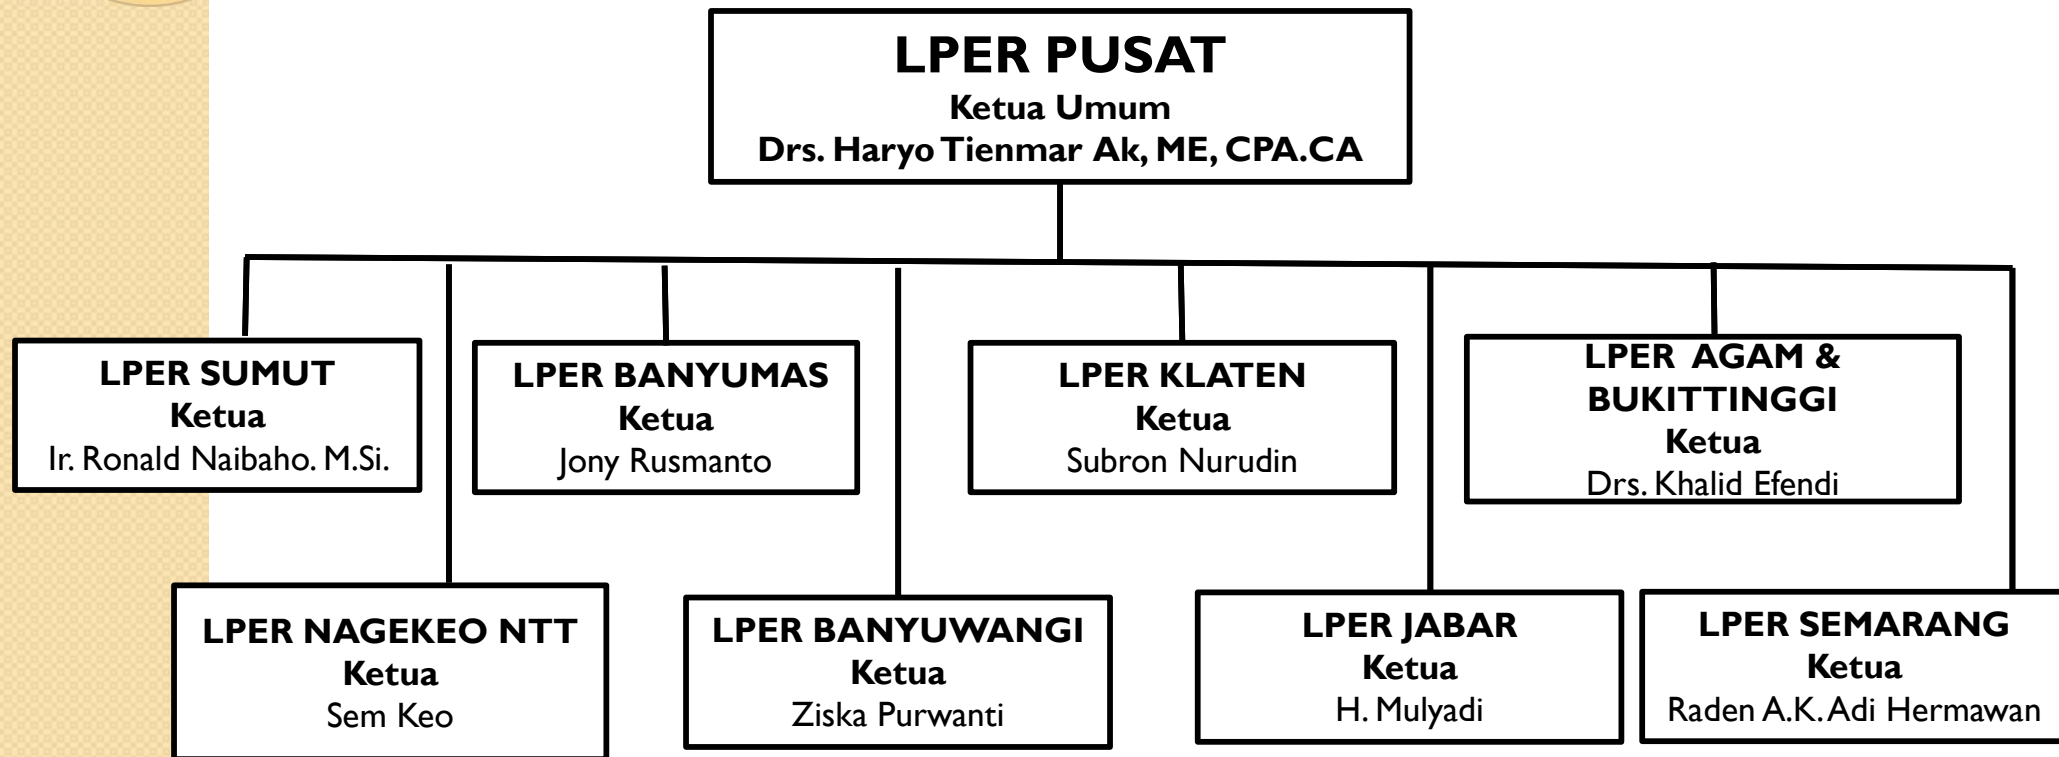 LPER PUSAT
Ketua Umum
Drs. Haryo Tienmar Ak, ME, CPA.CA
LPER SUMUT
Ketua
Ir. Ronald Naibaho. M.Si.
LPER BANYUMAS
Ketua
Jony Rusmanto
LPER KLATEN
Ketua
Subron Nurudin
LPER AGAM &
BUKITTINGGI
Ketua
Drs. Khalid Efendi
LPER NAGEKEO NTT
Ketua
Sem Keo
LPER BANYUWANGI
Ketua
Ziska Purwanti
LPER JABAR
Ketua
H. Mulyadi
LPER SEMARANG
Ketua
Raden A.K. Adi Hermawan